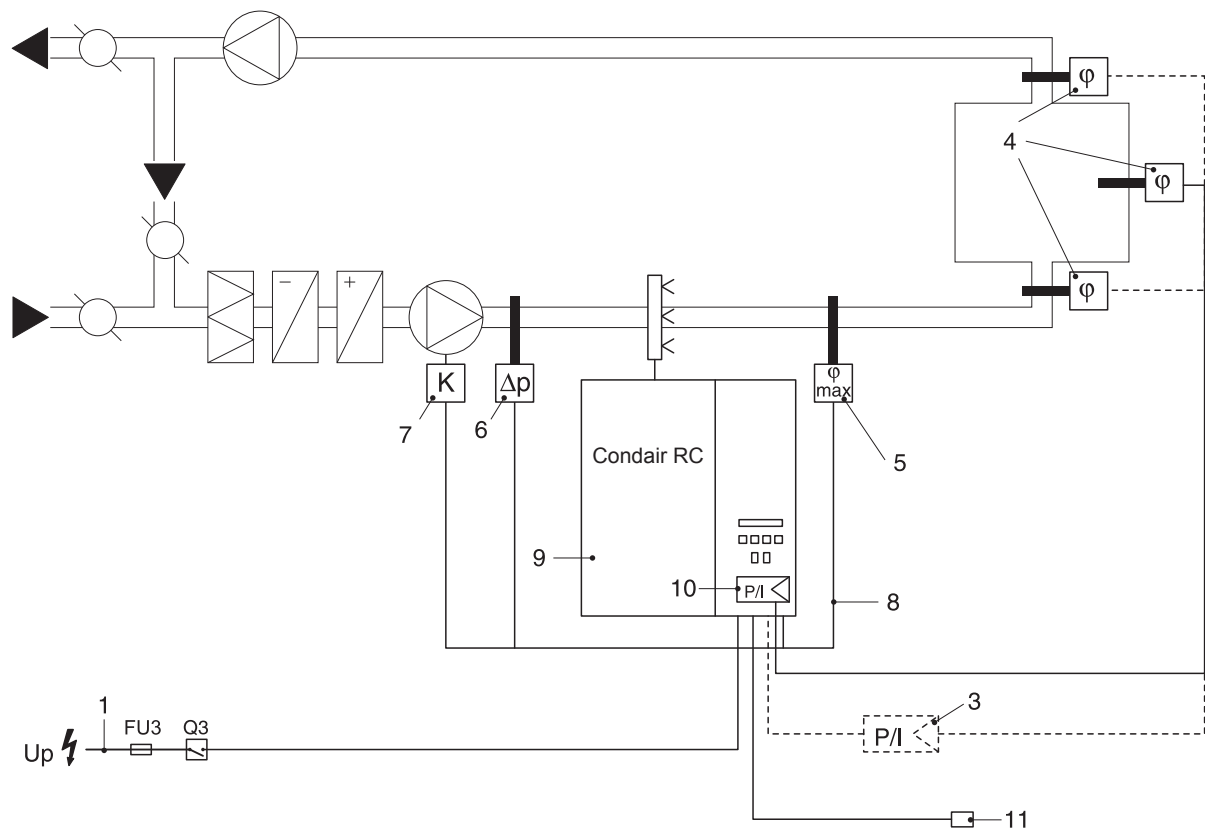 φ
4
φ
φ
−
+
K
Δp
φ
max
7
6
5
Condair RC
9
10
P/I
8
1
FU3
Q3
3
Up
P/I
11